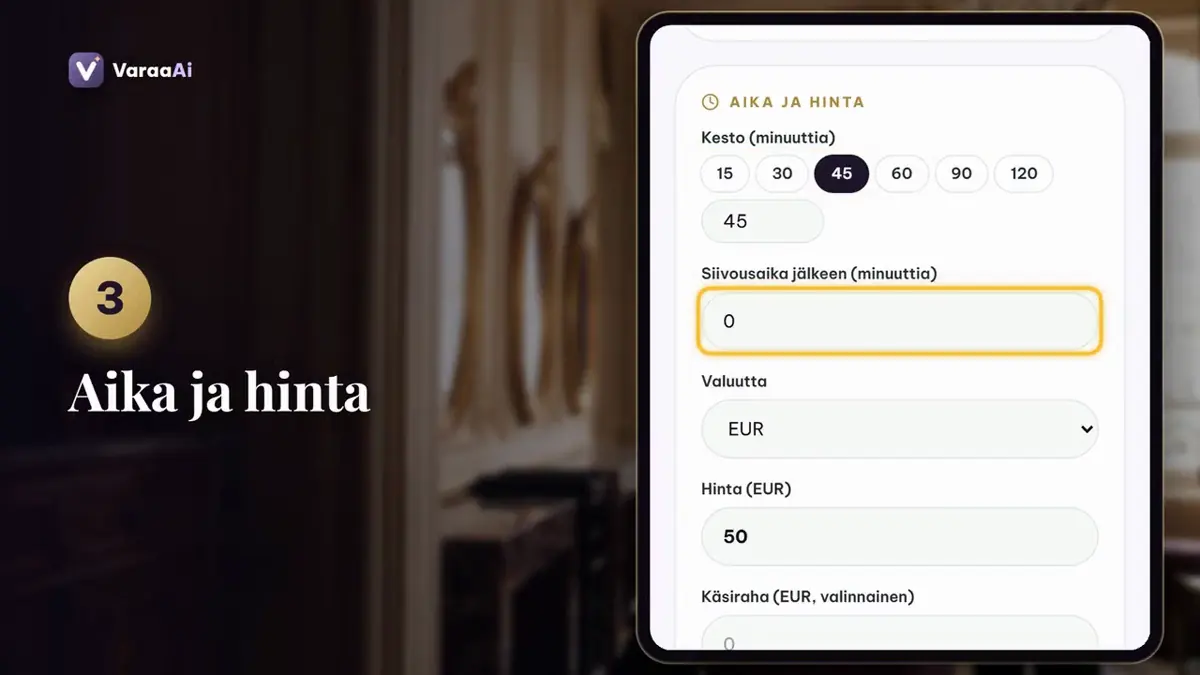 VaraaAi
3
Aika ja hinta
AIKA JA HINTA
Kesto (minuuttia)
15 30 45 60 90 120
45
Siivousaika jälkeen (minuuttia)
0
Valuutta
EUR
Hinta (EUR)
50
Käsiraha (EUR, valinnainen)
0